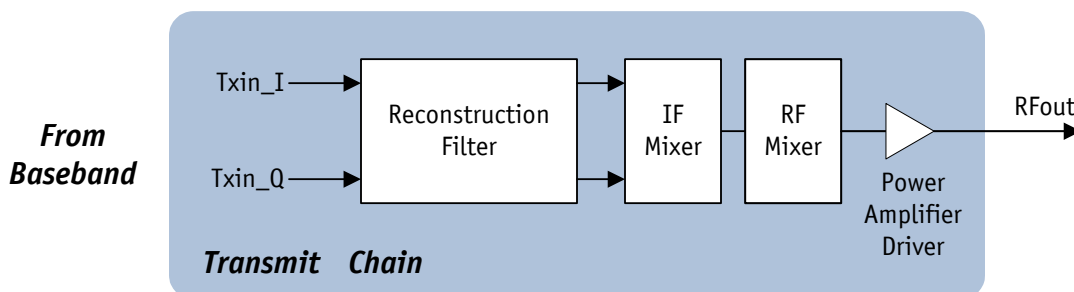 From
Baseband
Txin_I
Txin_Q
Reconstruction
Filter
IF
Mixer
RF
Mixer
Power
Amplifier
Driver
RFout
Transmit Chain